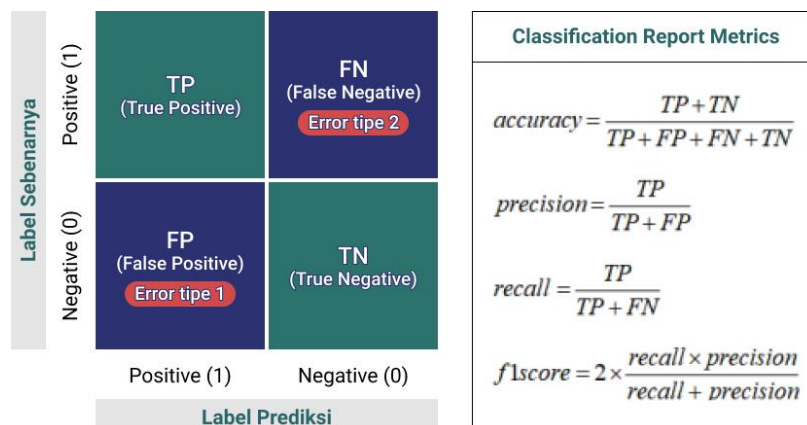 Label Sebenarnya
Positive (1)
Negative (0)
TP
(True Positive)
FN
(False Negative)
Error tipe 2
FP
(False Positive)
Error tipe 1
TN
(True Negative)
Positive (1)
Negative (0)
Label Prediksi
Classification Report Metrics
accuracy = TP + TN / TP + FP + FN + TN
precision = TP / TP + FP
recall = TP / TP + FN
f1score = 2 × recall × precision / recall + precision